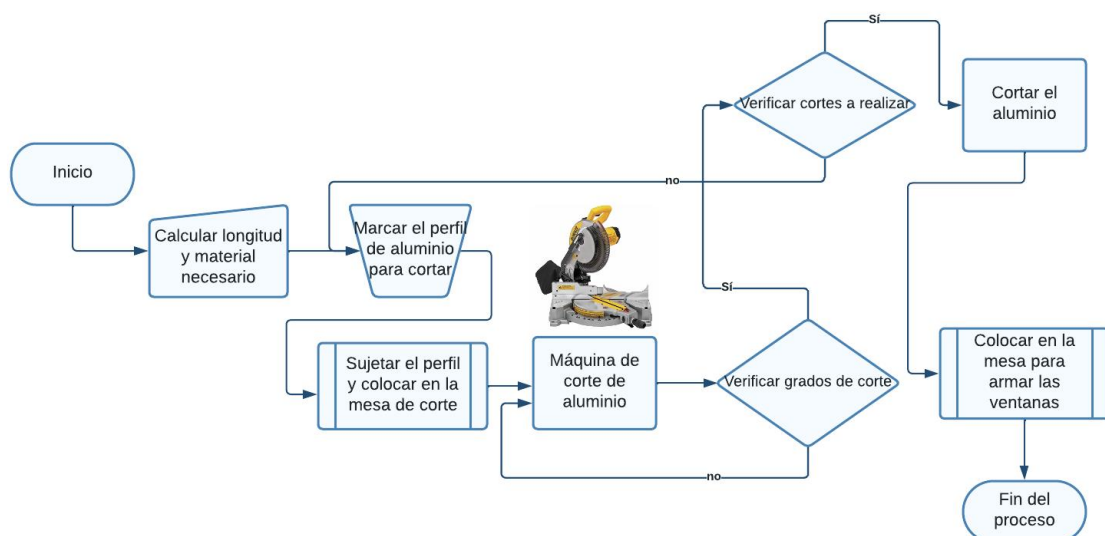 Inicio
Calcular longitud
y material
necesario
Marcar el perfil
de aluminio
para cortar
Sujetar el perfil
y colocar en la
mesa de corte
Máquina de
corte de
aluminio
Verificar grados de corte
no
Sí
Verificar cortes a realizar
no
Sí
Cortar el
aluminio
Colocar en la
mesa para
armar las
ventanas
Fin del
proceso